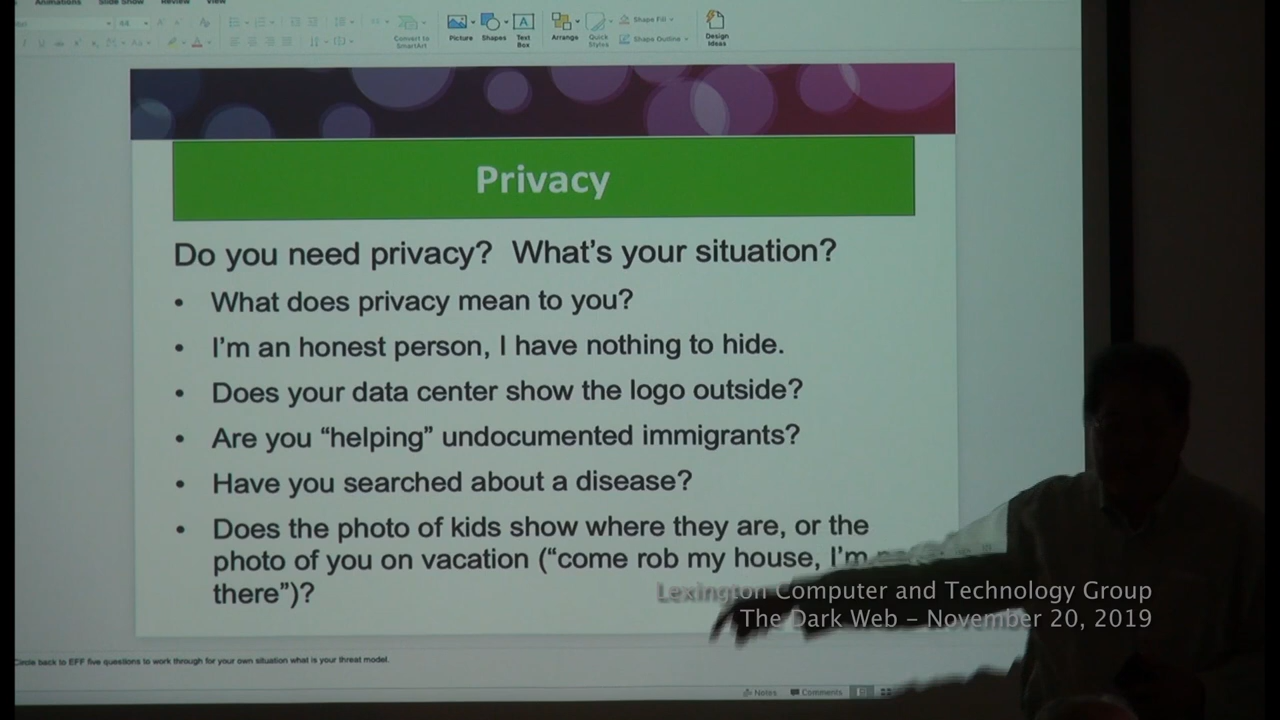 Animations Slide Show Review View
44
Convert to
SmartArt
Picture
Shapes
Text
Box
Arrange
Quick
Styles
Shape Fill
Shape Outline
Design
Ideas
Privacy
Do you need privacy? What's your situation?
• What does privacy mean to you?
• I'm an honest person, I have nothing to hide.
• Does your data center show the logo outside?
• Are you “helping” undocumented immigrants?
• Have you searched about a disease?
• Does the photo of kids show where they are, or the
photo of you on vacation (“come rob my house, I'm
there”)?
Lexington Computer and Technology Group
The Dark Web – November 20, 2019
Circle back to EFF five questions to work through for your own situation what is your threat model.
Notes
Comments